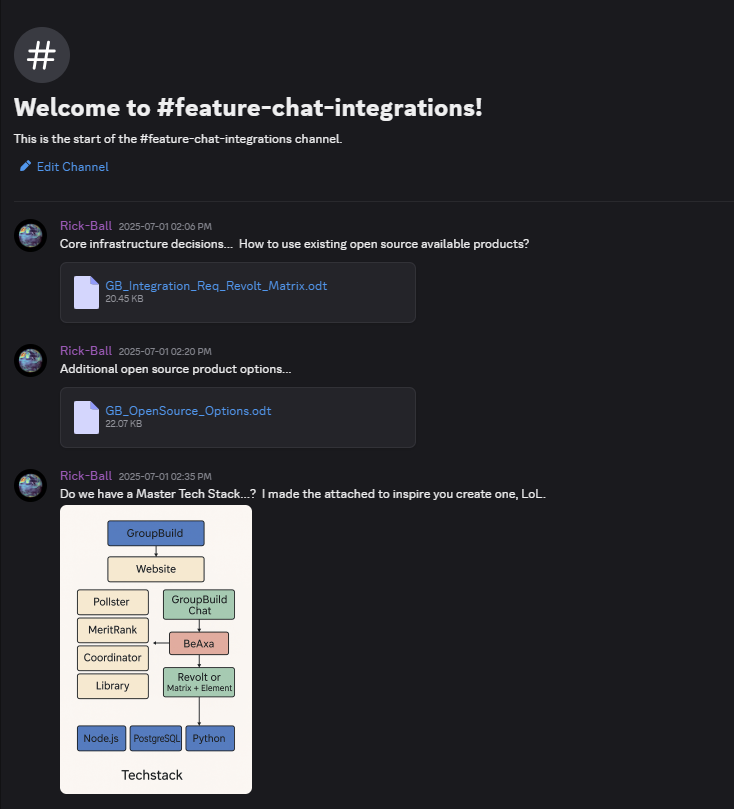 #
Welcome to #feature-chat-integrations!
This is the start of the #feature-chat-integrations channel.
Edit Channel
Rick-Ball 2025-07-01 02:06 PM
Core infrastructure decisions... How to use existing open source available products?
GB_Integration_Req_Revolt_Matrix.odt
20.45 KB
Rick-Ball 2025-07-01 02:20 PM
Additional open source product options...
GB_OpenSource_Options.odt
22.07 KB
Rick-Ball 2025-07-01 02:35 PM
Do we have a Master Tech Stack...? I made the attached to inspire you create one, LoL.
GroupBuild
Website
Pollster
MeritRank
Coordinator
Library
GroupBuild
Chat
BeAxa
Revolt or
Matrix + Element
Node.js
PostgreSQL
Python
Techstack